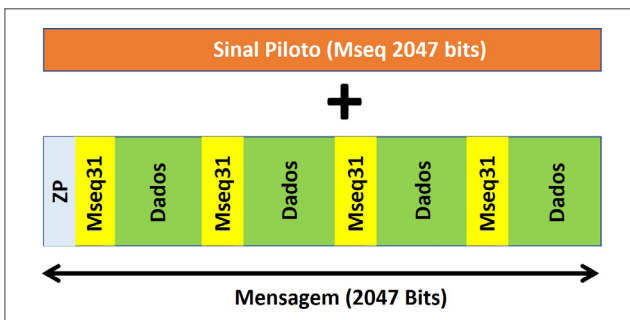 Sinal Piloto (Mseq 2047 bits)
+
ZP
Mseq31
Dados
Mseq31
Dados
Mseq31
Dados
Mseq31
Dados
Mensagem (2047 Bits)